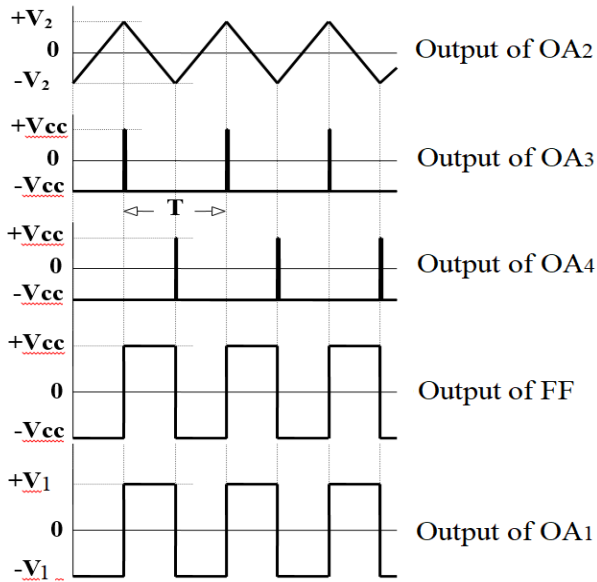 +V2
0
-V2
Output of OA2
+Vcc
0
-Vcc
Output of OA3
T
+Vcc
0
-Vcc
Output of OA4
+Vcc
0
-Vcc
Output of FF
+V1
0
-V1
Output of OA1